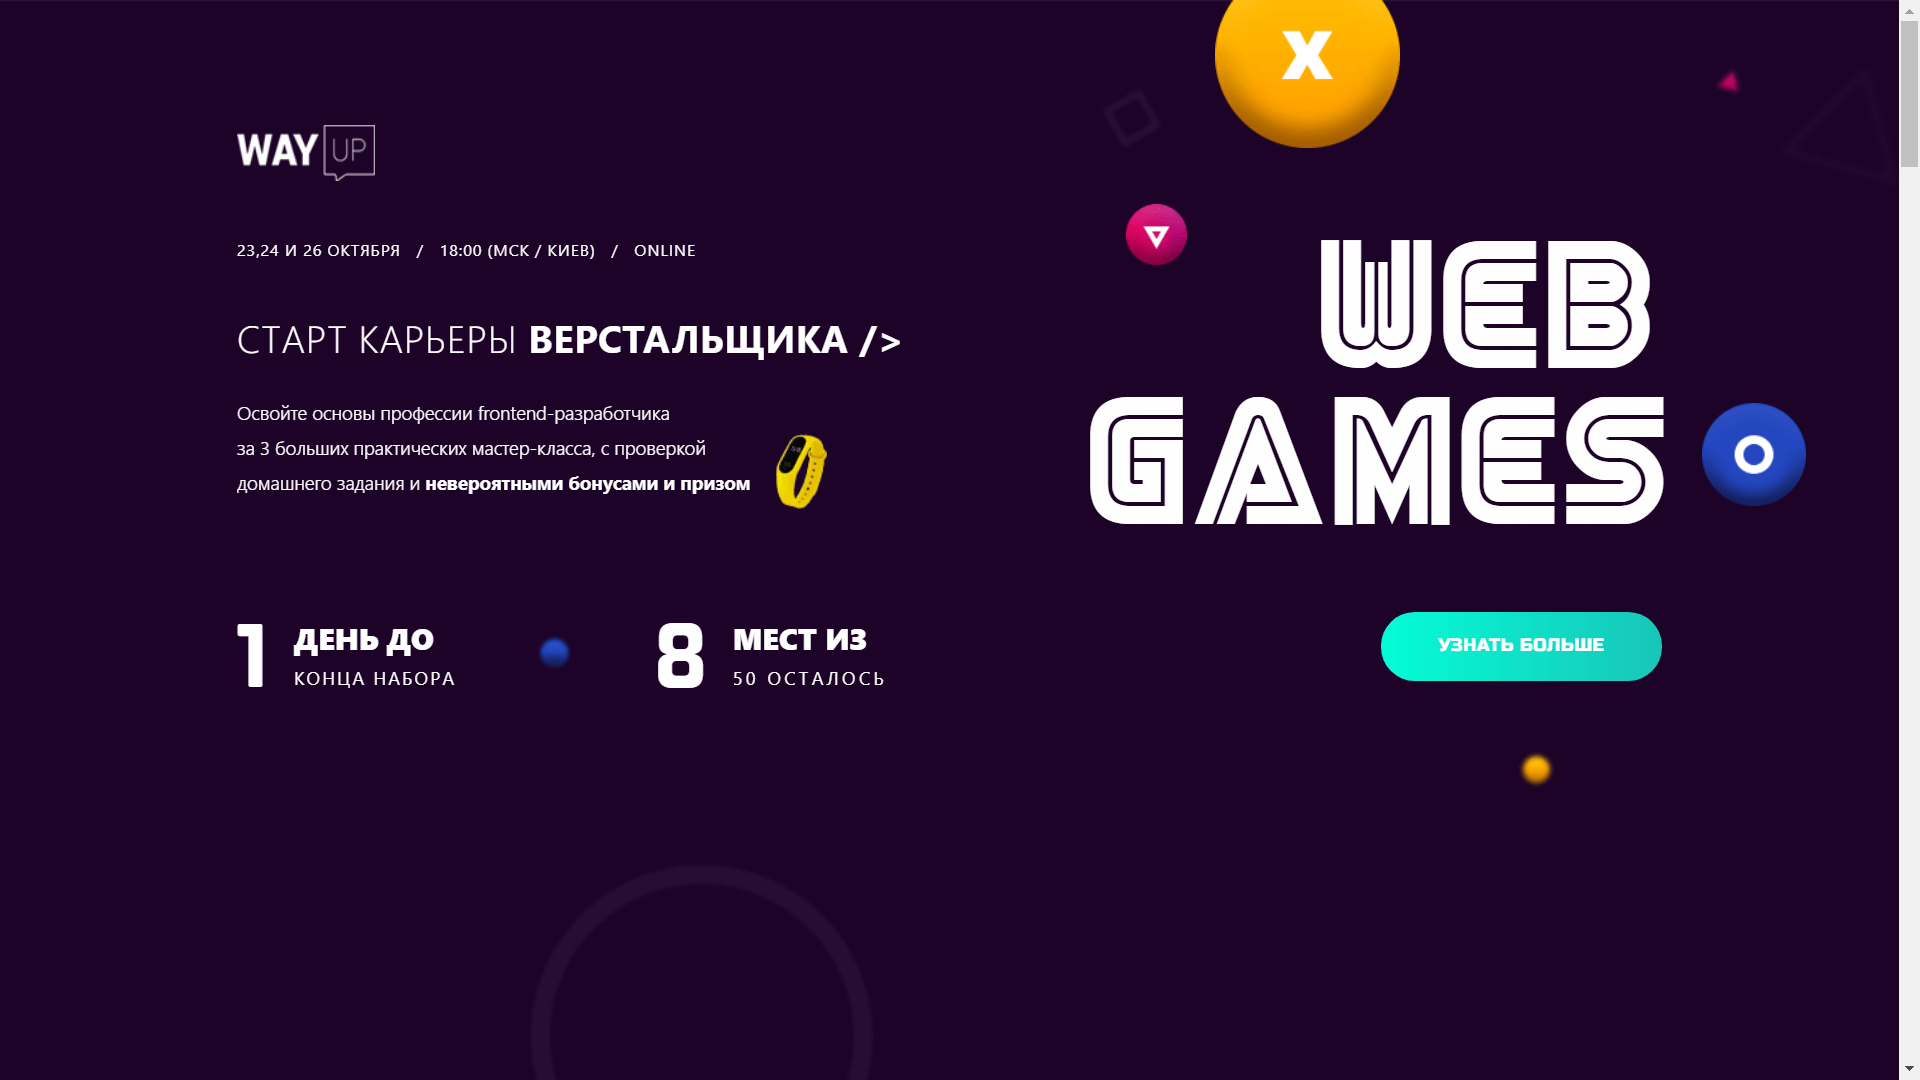 X
WAY UP
23,24 И 26 ОКТЯБРЯ / 18:00 (МСК / КИЕВ) / ONLINE
СТАРТ КАРЬЕРЫ ВЕРСТАЛЬЩИКА />
Освойте основы профессии frontend-разработчика
за 3 больших практических мастер-класса, с проверкой
домашнего задания и невероятными бонусами и призом
WEB
GAMES
1 ДЕНЬ ДО
КОНЦА НАБОРА
8 МЕСТ ИЗ
50 ОСТАЛОСЬ
УЗНАТЬ БОЛЬШЕ